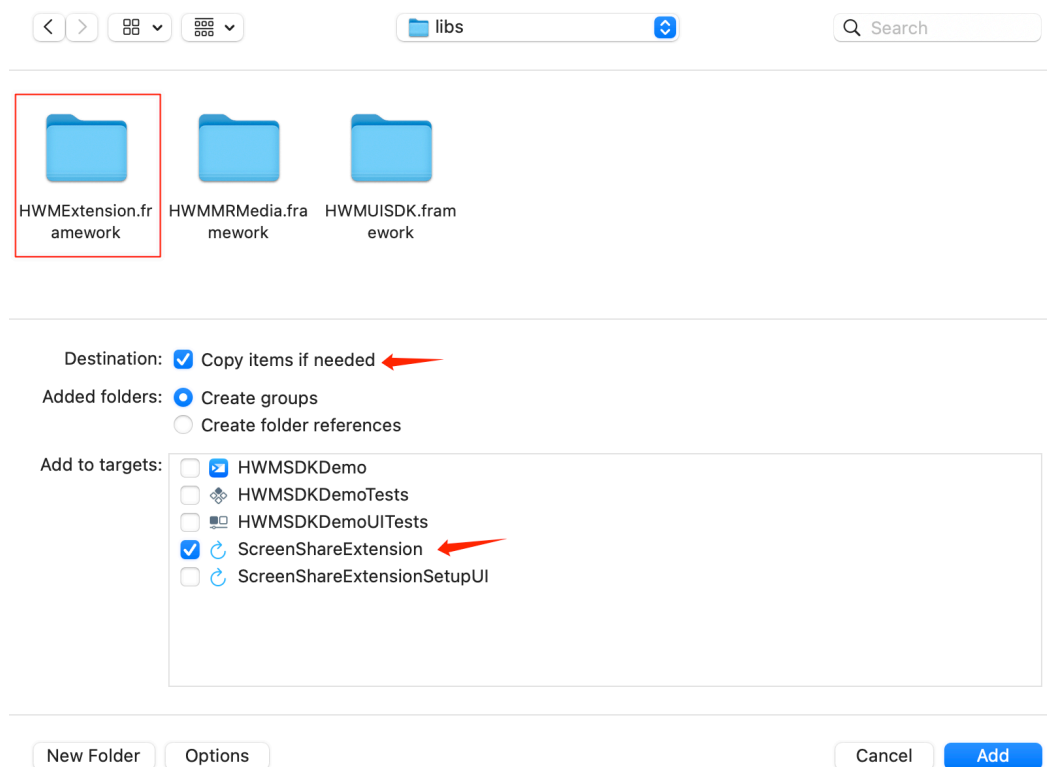 libs
Search
HWMExtension.fr
amework
HWMMRMedia.fra
mework
HWMUISDK.fram
ework
Destination:
Copy items if needed
Added folders:
Create groups
Create folder references
Add to targets:
HWMSDKDemo
HWMSDKDemoTests
HWMSDKDemoUITests
ScreenShareExtension
ScreenShareExtensionSetupUI
New Folder
Options
Cancel
Add